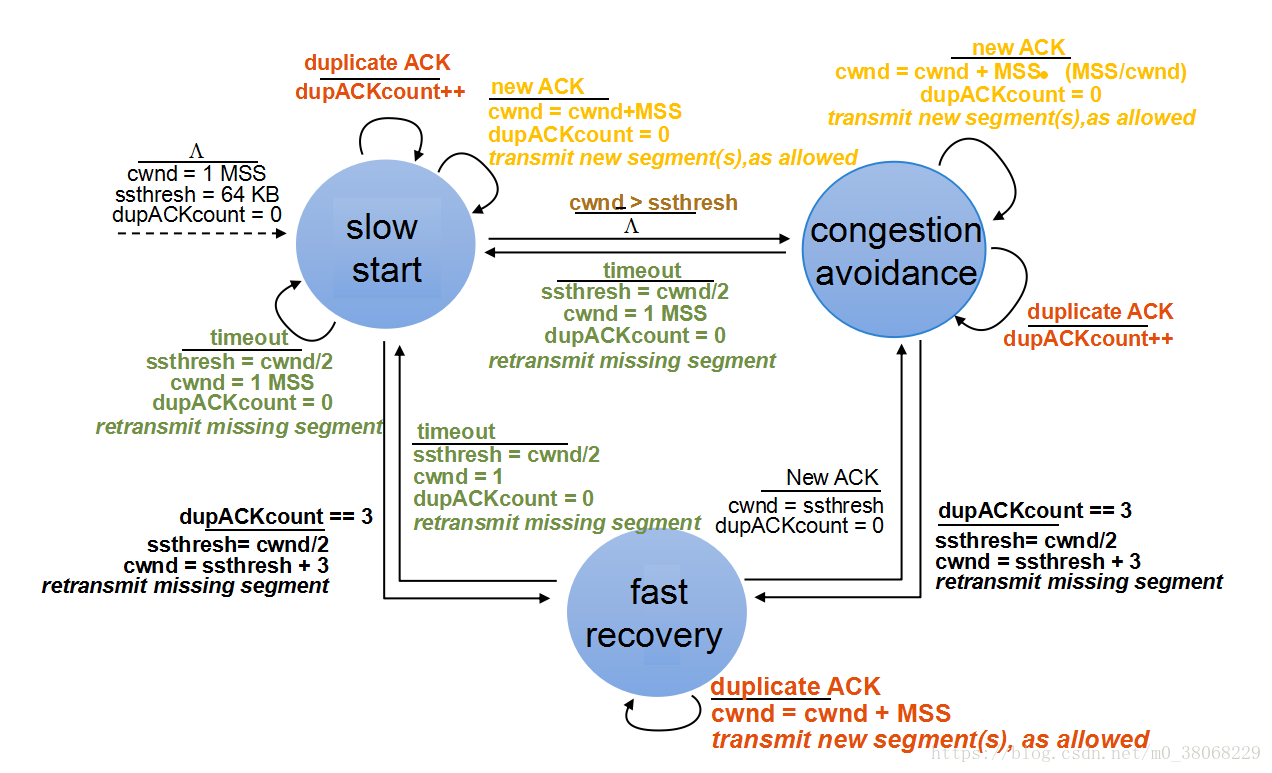 duplicate ACK
dupACKcount++
new ACK
cwnd = cwnd+MSS
dupACKcount = 0
transmit new segment(s),as allowed
new ACK
cwnd = cwnd + MSS• (MSS/cwnd)
dupACKcount = 0
transmit new segment(s),as allowed
Λ
cwnd = 1 MSS
ssthresh = 64 KB
dupACKcount = 0
slow
start
cwnd > ssthresh
Λ
congestion
avoidance
timeout
ssthresh = cwnd/2
cwnd = 1 MSS
dupACKcount = 0
retransmit missing segment
duplicate ACK
dupACKcount++
timeout
ssthresh = cwnd/2
cwnd = 1 MSS
dupACKcount = 0
retransmit missing segment
timeout
ssthresh = cwnd/2
cwnd = 1
dupACKcount = 0
retransmit missing segment
New ACK
cwnd = ssthresh
dupACKcount = 0
dupACKcount == 3
ssthresh= cwnd/2
cwnd = ssthresh + 3
retransmit missing segment
dupACKcount == 3
ssthresh= cwnd/2
cwnd = ssthresh + 3
retransmit missing segment
fast
recovery
duplicate ACK
cwnd = cwnd + MSS
transmit new segment(s), as allowed
https://blog.csdn.net/m0_38068229